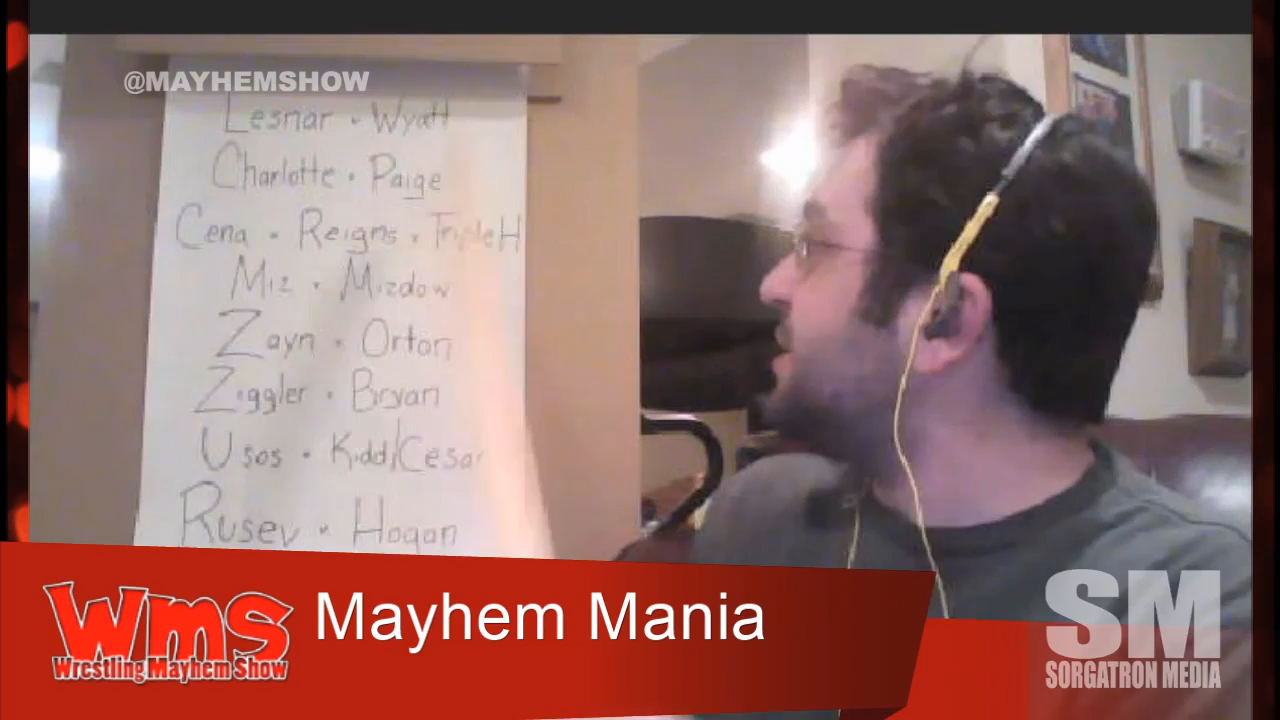 @MAYHEMSHOW
Lesnar · Wyatt
Charlotte · Paige
Cena · Reigns · Triple H
Miz · Mizdow
Zayn · Orton
Ziggler · Bryan
Usos · Kidd/Cesar
Rusev · Hogan
Wms
Wrestling Mayhem Show
Mayhem Mania
SM
SORGATRON MEDIA